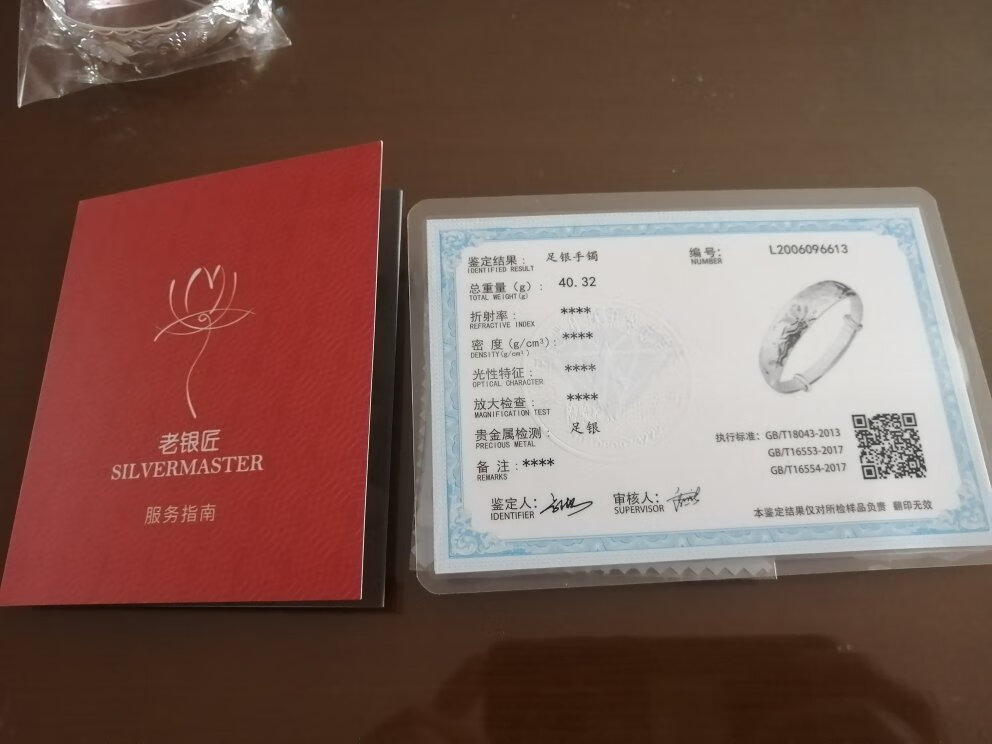 老银匠
SILVERMASTER
服务指南
鉴定结果: 足银手镯
IDENTIFIED RESULT
编号: L2006096613
NUMBER
总重量 (g): 40.32
TOTAL WEIGHT(g)
折射率: ****
REFRACTIVE INDEX
密度 (g/cm³): ****
DENSITY(g/cm³)
光性特征: ****
OPTICAL CHARACTER
放大检查: ****
MAGNIFICATION TEST
贵金属检测: 足银
PRECIOUS METAL
备注: ****
REMARKS
执行标准: GB/T18043-2013
GB/T16553-2017
GB/T16554-2017
鉴定人:
IDENTIFIER
审核人:
SUPERVISOR
本鉴定结果仅对所检样品负责 翻印无效